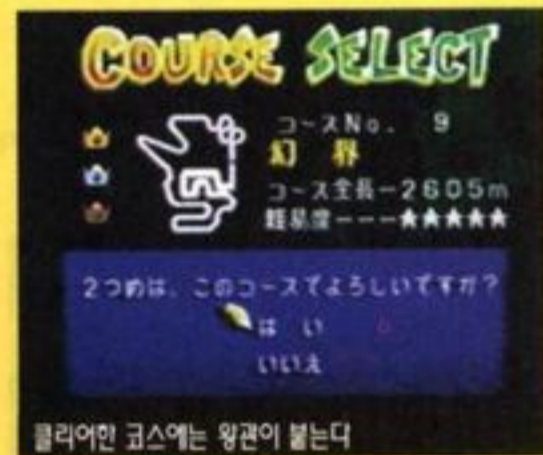 COURSE SELECT
コースNo. 9
幻界
コース全長ー2605m
難易度ーーー★★★★★
2つめは、このコースでよろしいですか?
はい
いいえ
클리어한 코스에는 왕관이 붙는다